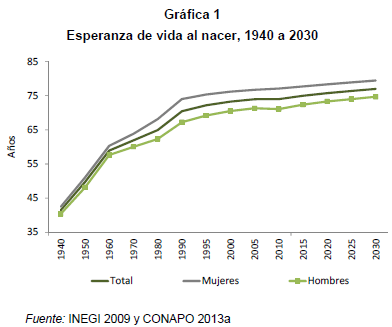 Gráfica 1
Esperanza de vida al nacer, 1940 a 2030
85
75
65
55
45
35
Años
1940 1950 1960 1970 1980 1990 1995 2000 2005 2010 2015 2020 2025 2030
Total Mujeres Hombres
Fuente: INEGI 2009 y CONAPO 2013a